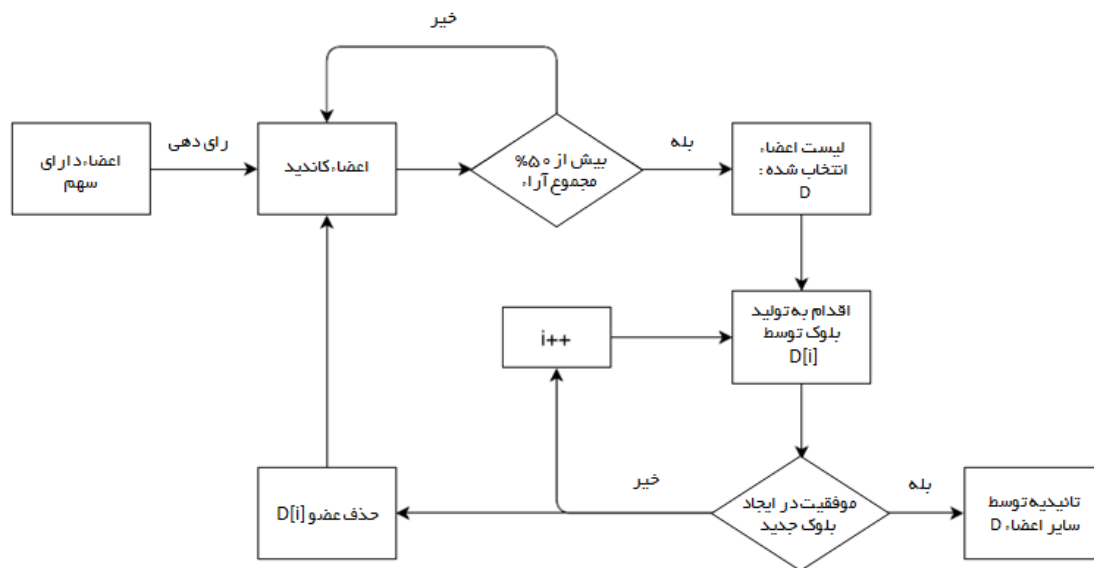 خیر
اعضاء دارای
سهم
رای دهی
اعضاء کاندید
بیش از ۵۰%
مجموع آراء
بله
لیست اعضاء
انتخاب شده :
D
اقدام به تولید
بلوک توسط
D[i]
i++
موفقیت در ایجاد
بلوک جدید
خیر
حذف عضو D[i]
بله
تائیدیه توسط
سایر اعضاء D